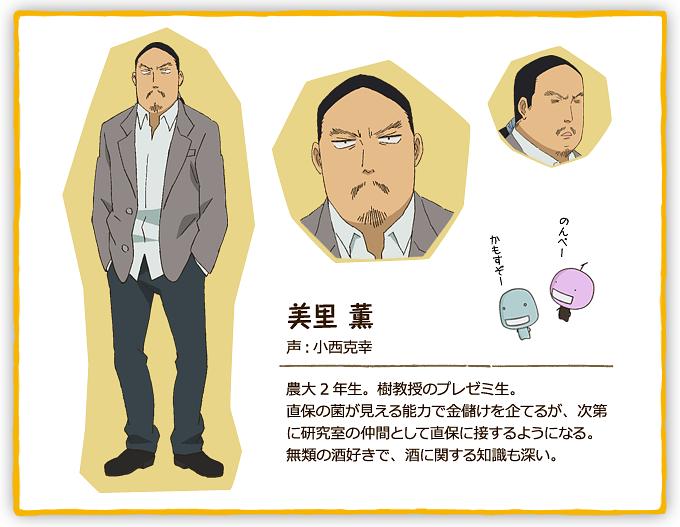 のんべー
かもすぞー
美里 薫
声：小西克幸
農大2年生。樹教授のプレゼミ生。
直保の菌が見える能力で金儲けを企てるが、次第
に研究室の仲間として直保に接するようになる。
無類の酒好きで、酒に関する知識も深い。